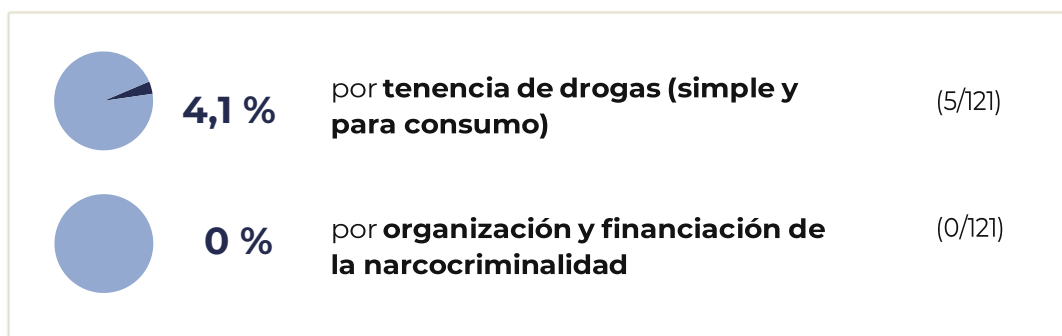 4,1 %
por tenencia de drogas (simple y
para consumo)
(5/121)
0 %
por organización y financiación de
la narcocriminalidad
(0/121)